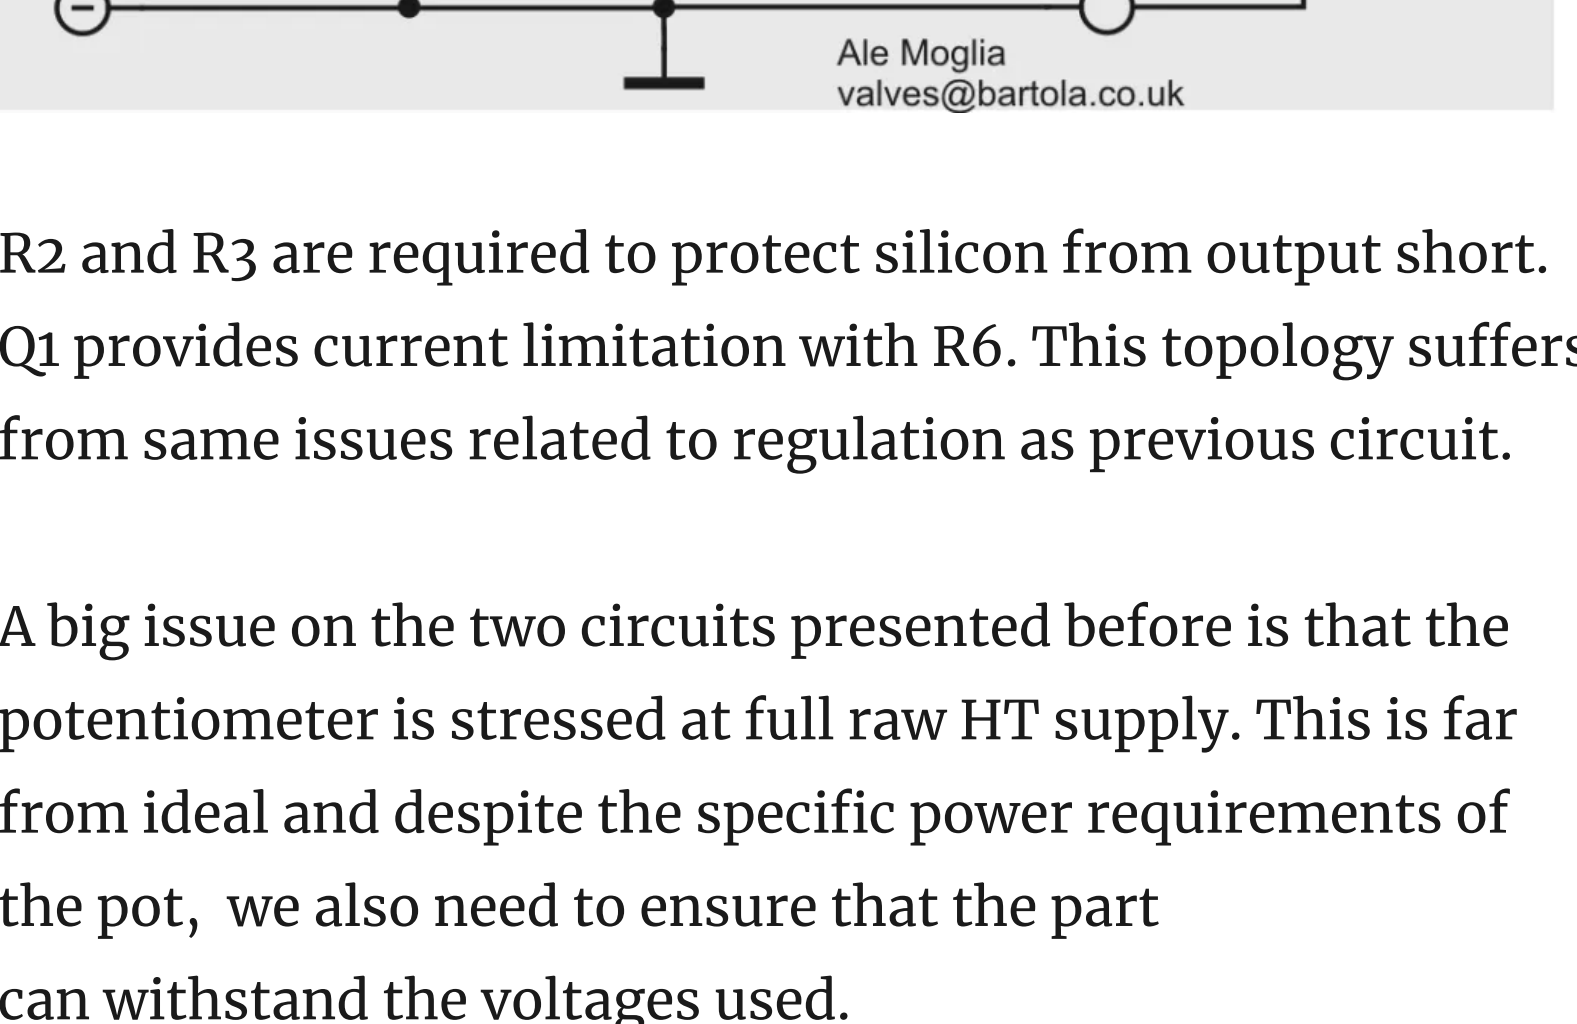 Ale Moglia
valves@bartola.co.uk
R2 and R3 are required to protect silicon from output short.
Q1 provides current limitation with R6. This topology suffers
from same issues related to regulation as previous circuit.
A big issue on the two circuits presented before is that the
potentiometer is stressed at full raw HT supply. This is far
from ideal and despite the specific power requirements of
the pot,  we also need to ensure that the part
can withstand the voltages used.